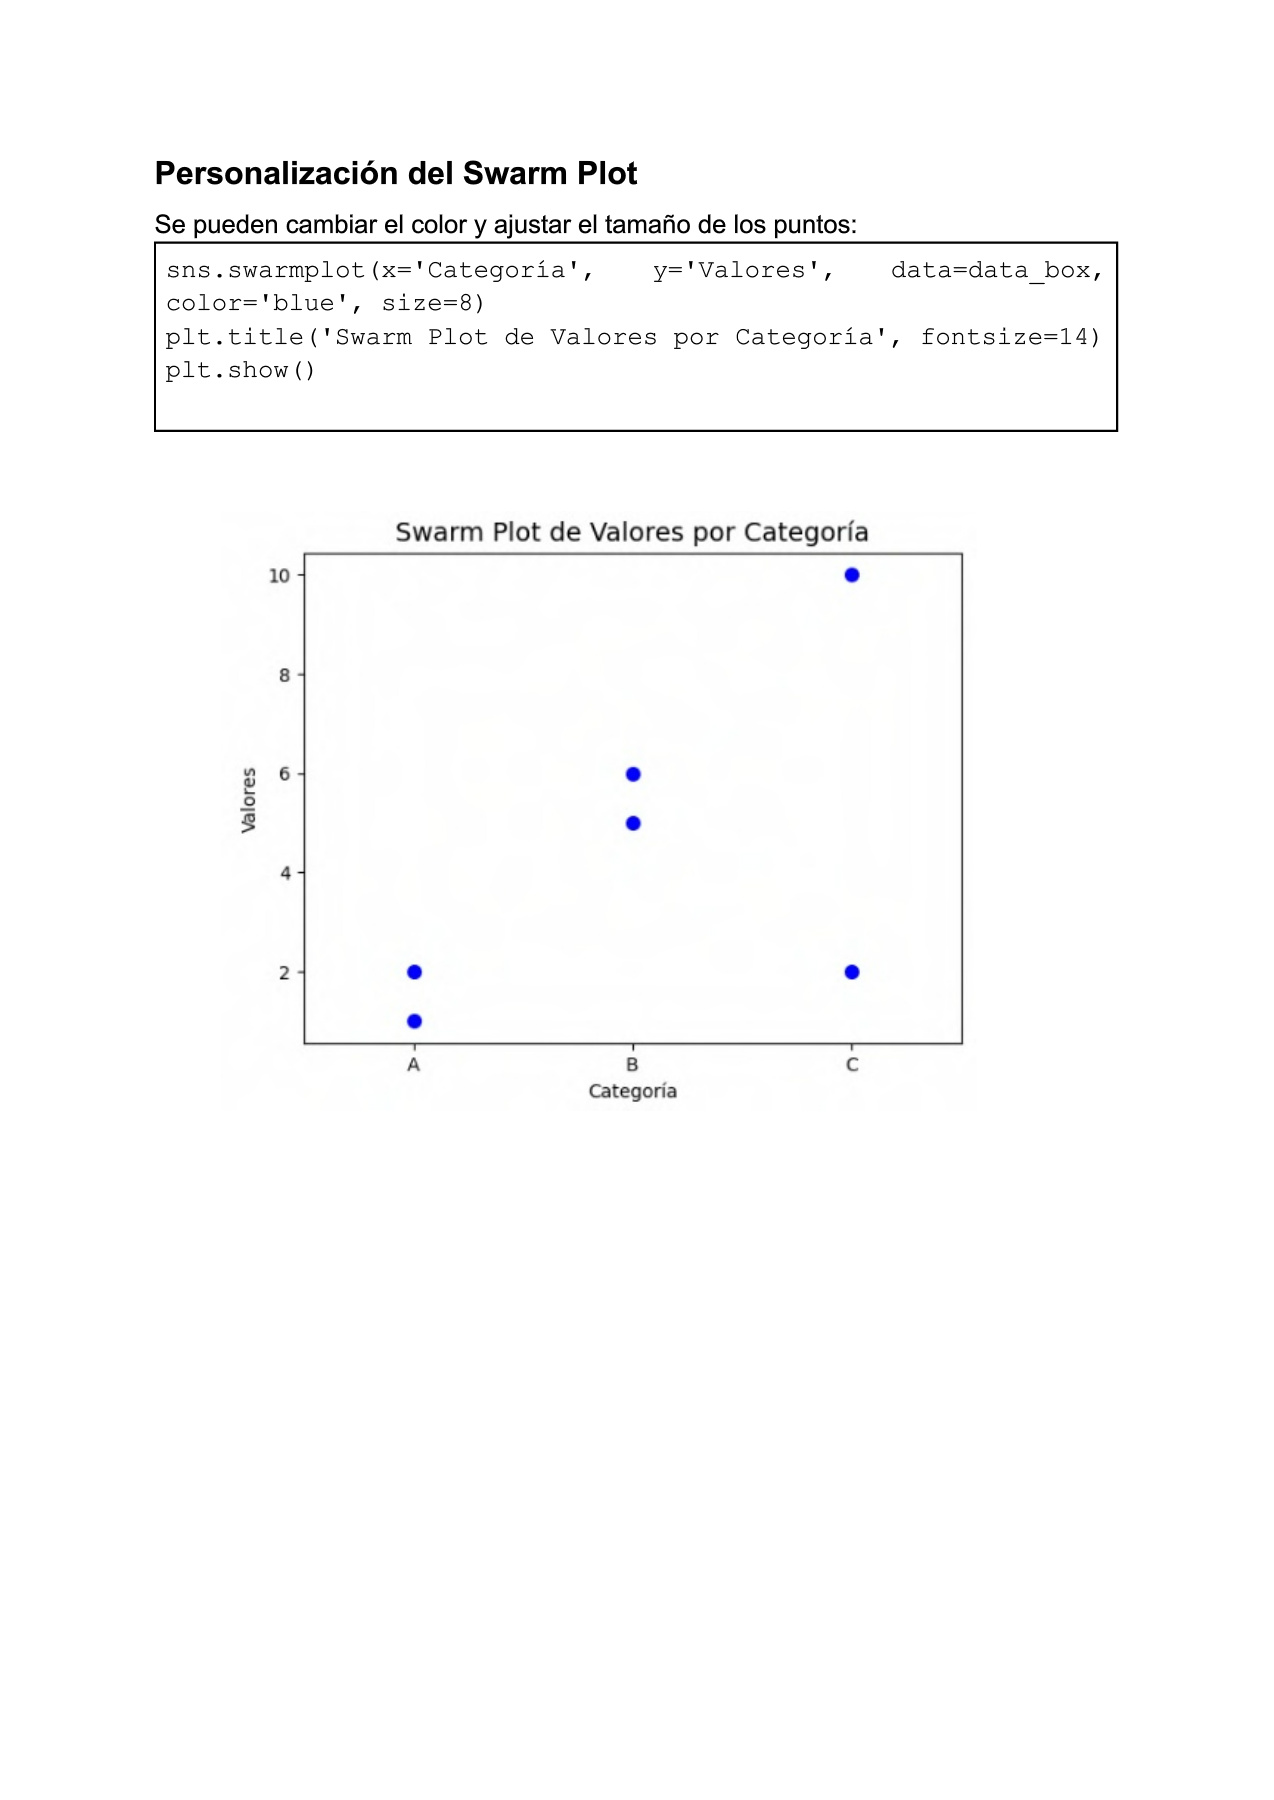 Personalización del Swarm Plot
Se pueden cambiar el color y ajustar el tamaño de los puntos:
sns.swarmplot(x='Categoría', y='Valores', data=data_box,
color='blue', size=8)
plt.title('Swarm Plot de Valores por Categoría', fontsize=14)
plt.show()
Swarm Plot de Valores por Categoría
10
8
6
4
2
Valores
A B C
Categoría